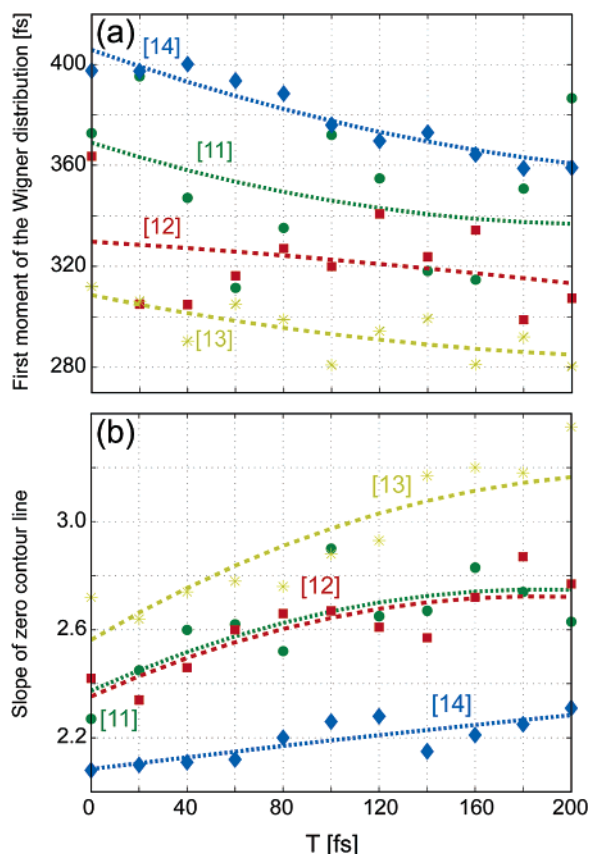 (a)
First moment of the Wigner distribution [fs]
400
360
320
280
[14]
[11]
[12]
[13]
(b)
Slope of zero contour line
3.0
2.6
2.2
[13]
[12]
[11]
[14]
0 40 80 120 160 200
T [fs]